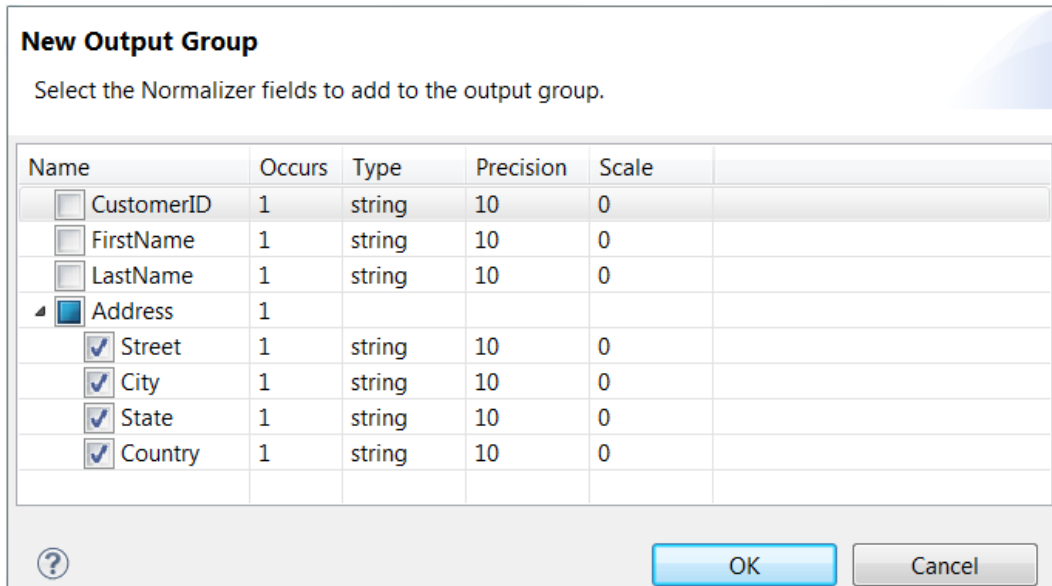 New Output Group
Select the Normalizer fields to add to the output group.
Name Occurs Type Precision Scale
CustomerID 1 string 10 0
FirstName 1 string 10 0
LastName 1 string 10 0
Address 1
Street 1 string 10 0
City 1 string 10 0
State 1 string 10 0
Country 1 string 10 0
? OK Cancel